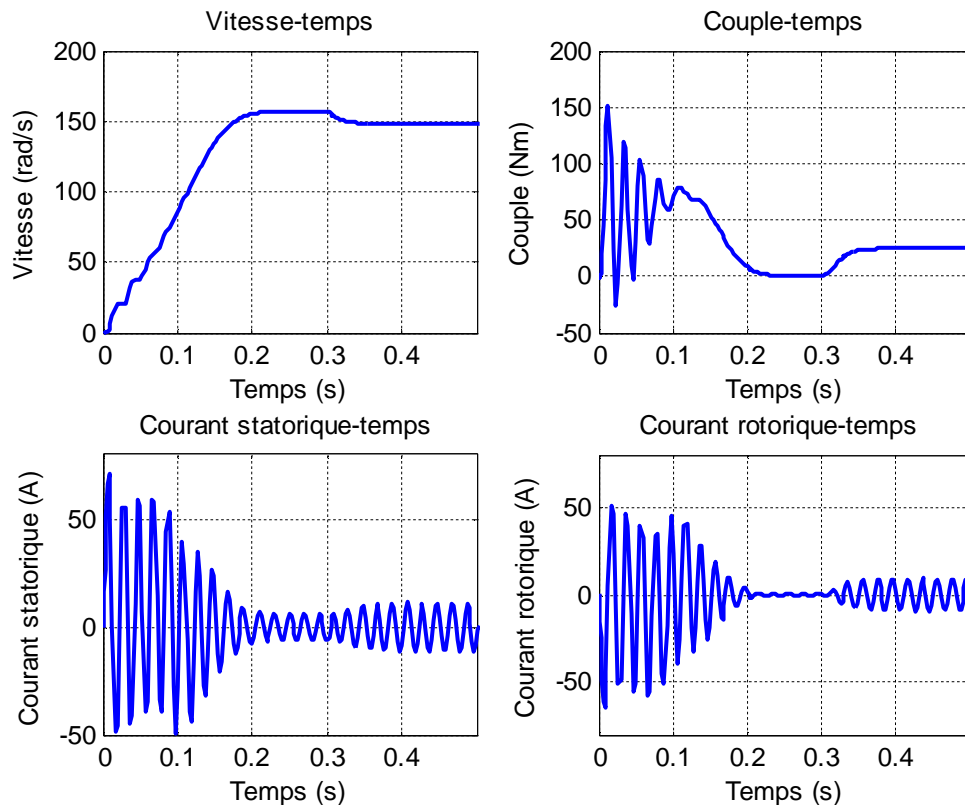 Vitesse-temps
200
150
100
50
0
Vitesse (rad/s)
0 0.1 0.2 0.3 0.4
Temps (s)
Couple-temps
200
150
100
50
0
-50
Couple (Nm)
0 0.1 0.2 0.3 0.4
Temps (s)
Courant statorique-temps
50
0
-50
Courant statorique (A)
0 0.1 0.2 0.3 0.4
Temps (s)
Courant rotorique-temps
50
0
-50
Courant rotorique (A)
0 0.1 0.2 0.3 0.4
Temps (s)